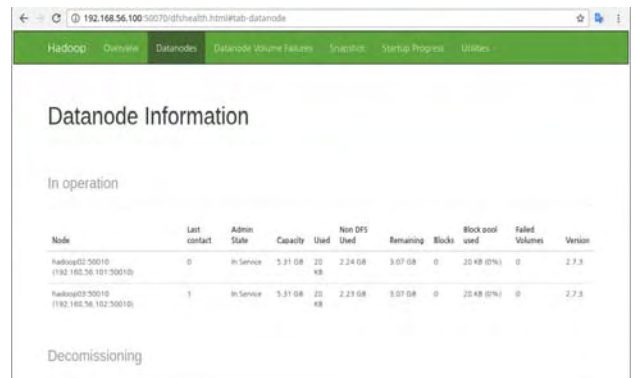 192.168.56.100:50070/dfshealth.html#tab-datanode
Hadoop Overview Datanodes Datanode Volume Failures Snapshot Startup Progress Utilities
Datanode Information
In operation
Node Last contact Admin State Capacity Used Non DFS Used Remaining Blocks Block pool used Failed Volumes Version
hadoop02:50010 (192.168.56.101:50010) 0 In Service 5.31 GB 20 KB 2.24 GB 3.07 GB 0 20 KB (0%) 0 2.7.3
hadoop03:50010 (192.168.56.102:50010) 1 In Service 5.31 GB 20 KB 2.23 GB 3.07 GB 0 20 KB (0%) 0 2.7.3
Decomissioning